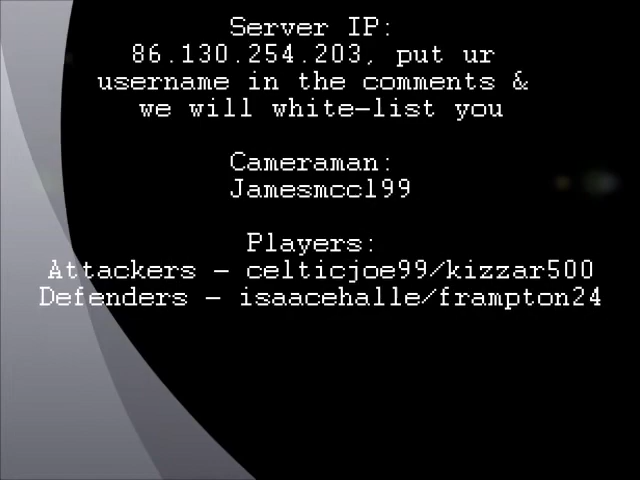 Server IP:
86.130.254.203, put ur
username in the comments &
we will white-list you
Cameraman:
Jamesmccl99
Players:
Attackers - celticjoe99/kizzar500
Defenders - isaacehalle/frampton24